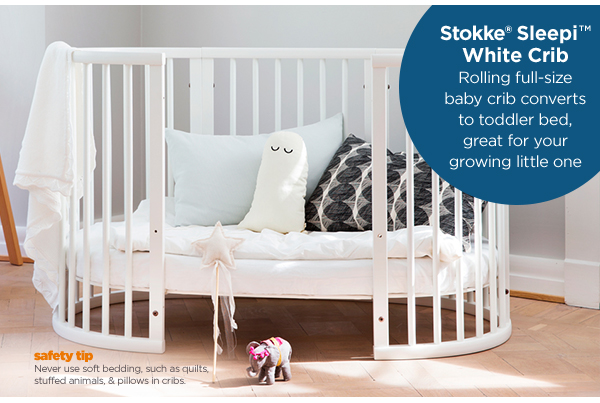 Stokke® Sleepi™
White Crib
Rolling full-size
baby crib converts
to toddler bed,
great for your
growing little one
safety tip
Never use soft bedding, such as quilts,
stuffed animals, & pillows in cribs.